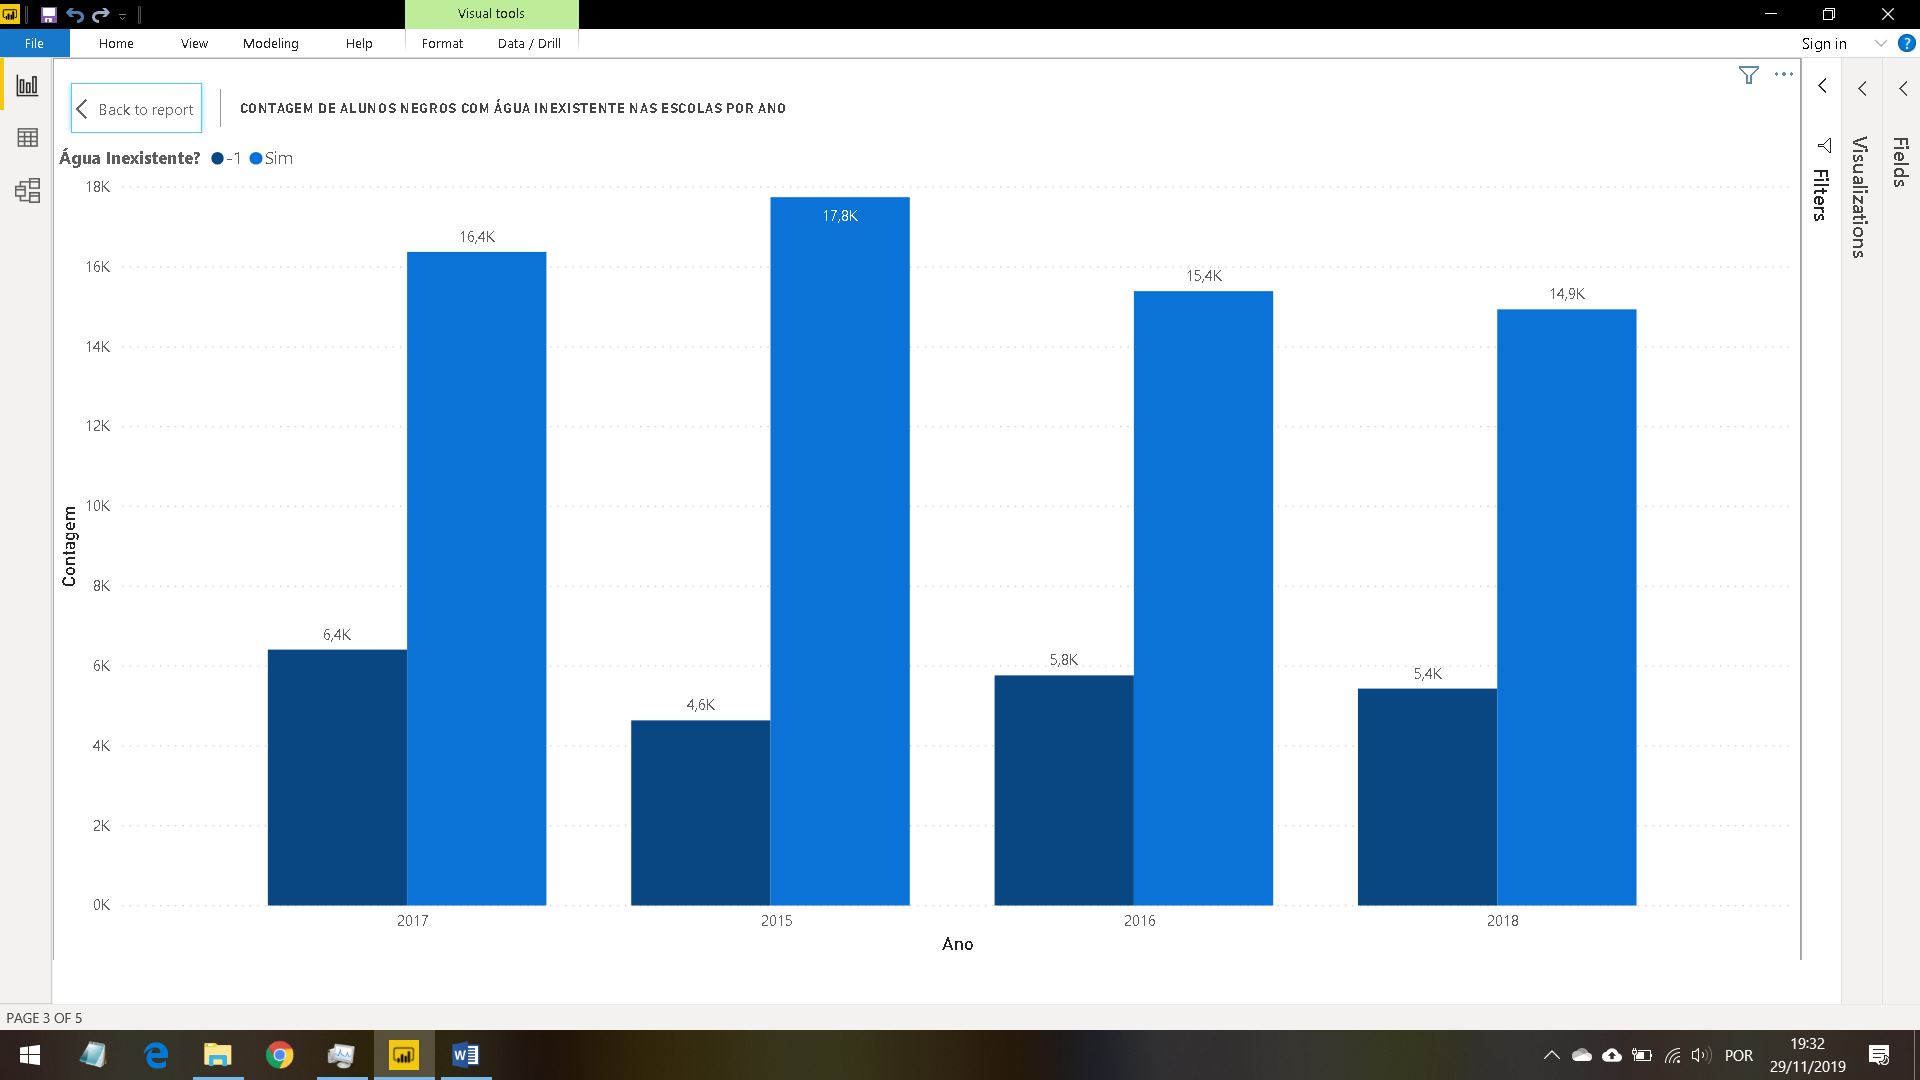 Visual tools
File Home View Modeling Help Format Data / Drill Sign in ?
Back to report
CONTAGEM DE ALUNOS NEGROS COM ÁGUA INEXISTENTE NAS ESCOLAS POR ANO
Água Inexistente? -1 Sim
18K
16K
14K
12K
10K
8K
6K
4K
2K
0K
Contagem
6,4K
16,4K
4,6K
17,8K
5,8K
15,4K
5,4K
14,9K
2017 2015 2016 2018
Ano
Filters
Visualizations
Fields
PAGE 3 OF 5
POR
19:32
29/11/2019